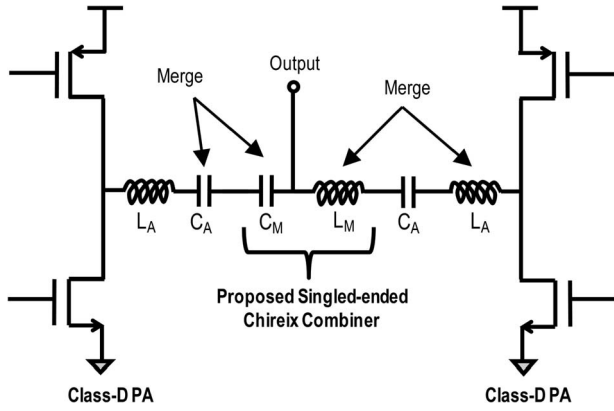 Output
Merge
Merge
L_A
C_A
C_M
L_M
C_A
L_A
Proposed Singled-ended
Chireix Combiner
Class-D PA
Class-D PA